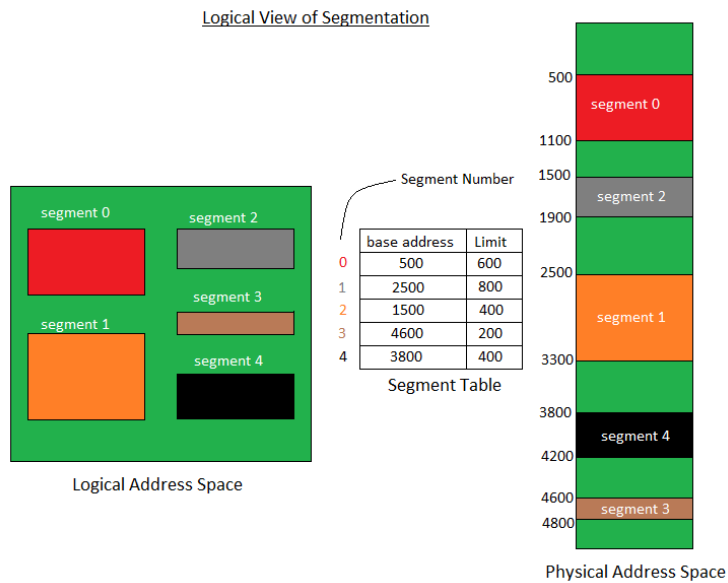 Logical View of Segmentation
segment 0
segment 2
segment 3
segment 1
segment 4
Logical Address Space
Segment Number
base address Limit
0 500 600
1 2500 800
2 1500 400
3 4600 200
4 3800 400
Segment Table
500
segment 0
1100
1500
segment 2
1900
2500
segment 1
3300
3800
segment 4
4200
4600
segment 3
4800
Physical Address Space